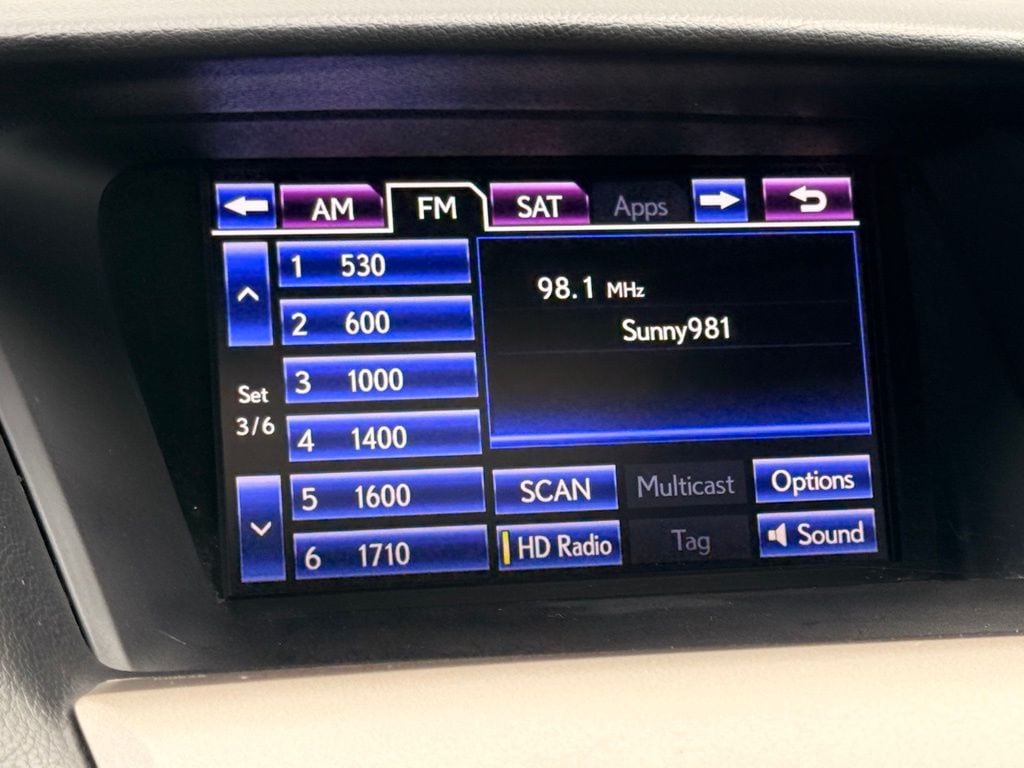 AM FM SAT Apps
1 530
2 600
3 1000
4 1400
5 1600
6 1710
Set
3/6
98.1 MHz
Sunny981
SCAN Multicast Options
HD Radio Tag Sound